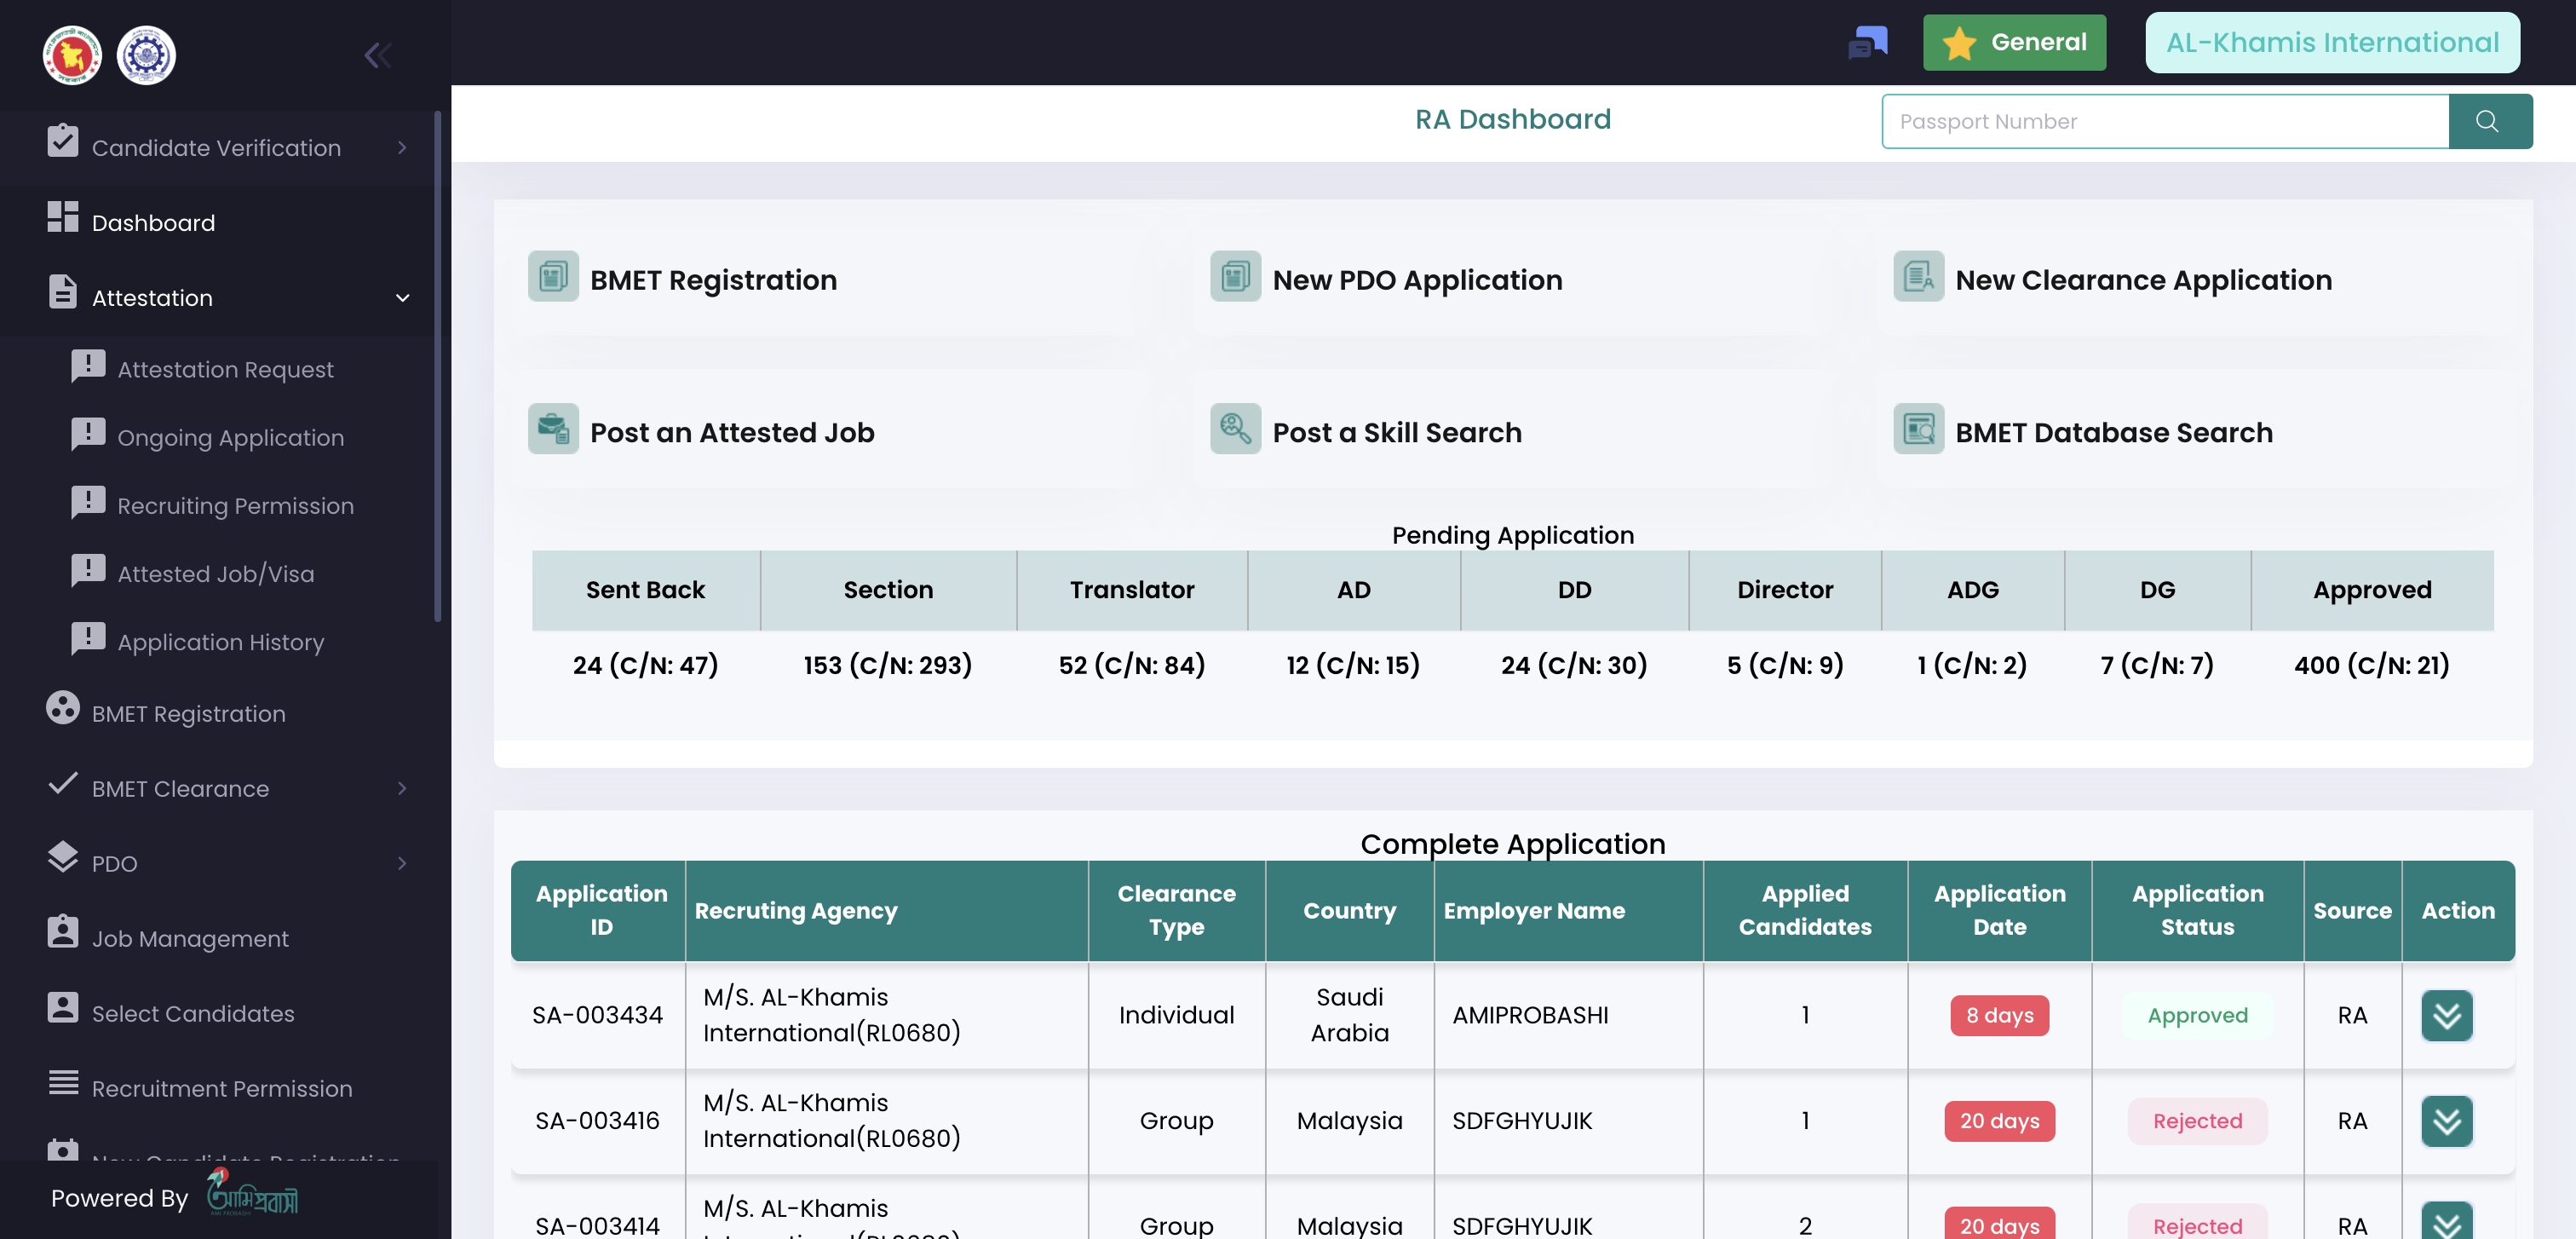 General
AL-Khamis International
Candidate Verification
Dashboard
Attestation
Attestation Request
Ongoing Application
Recruiting Permission
Attested Job/Visa
Application History
BMET Registration
BMET Clearance
PDO
Job Management
Select Candidates
Recruitment Permission
New Candidate Registration
Powered By আমি প্রবাসী
RA Dashboard
Passport Number
BMET Registration
New PDO Application
New Clearance Application
Post an Attested Job
Post a Skill Search
BMET Database Search
Pending Application
Sent Back Section Translator AD DD Director ADG DG Approved
24 (C/N: 47) 153 (C/N: 293) 52 (C/N: 84) 12 (C/N: 15) 24 (C/N: 30) 5 (C/N: 9) 1 (C/N: 2) 7 (C/N: 7) 400 (C/N: 21)
Complete Application
Application ID Recruting Agency Clearance Type Country Employer Name Applied Candidates Application Date Application Status Source Action
SA-003434 M/S. AL-Khamis International(RL0680) Individual Saudi Arabia AMIPROBASHI 1 8 days Approved RA
SA-003416 M/S. AL-Khamis International(RL0680) Group Malaysia SDFGHYUJIK 1 20 days Rejected RA
SA-003414 M/S. AL-Khamis International(RL0680) Group Malaysia SDFGHYUJIK 2 20 days Rejected RA